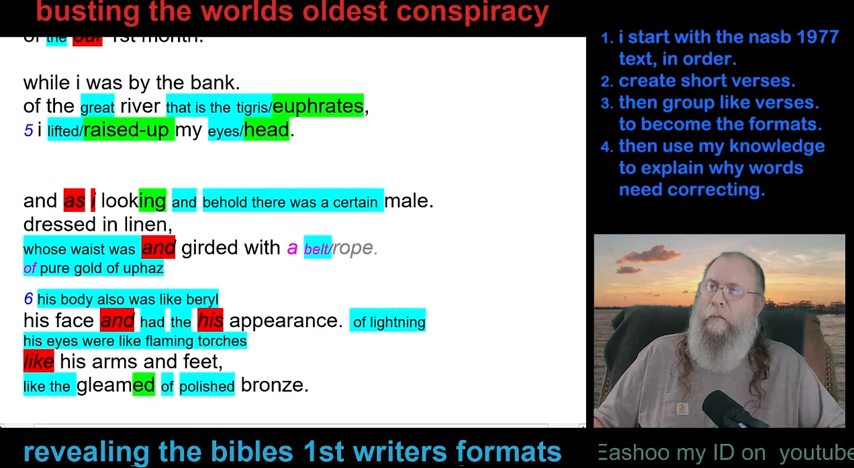 busting the worlds oldest conspiracy
of the our 1st month.
while i was by the bank.
of the great river that is the tigris/euphrates,
5 i lifted/raised-up my eyes/head.
and as i looking and behold there was a certain male.
dressed in linen,
whose waist was and girded with a belt/rope.
of pure gold of uphaz
6 his body also was like beryl
his face and had the his appearance. of lightning
his eyes were like flaming torches
like his arms and feet,
like the gleamed of polished bronze.
revealing the bibles 1st writers formats
1. i start with the nasb 1977
text, in order.
2. create short verses.
3. then group like verses.
to become the formats.
4. then use my knowledge
to explain why words
need correcting.
Eashoo my ID on youtube